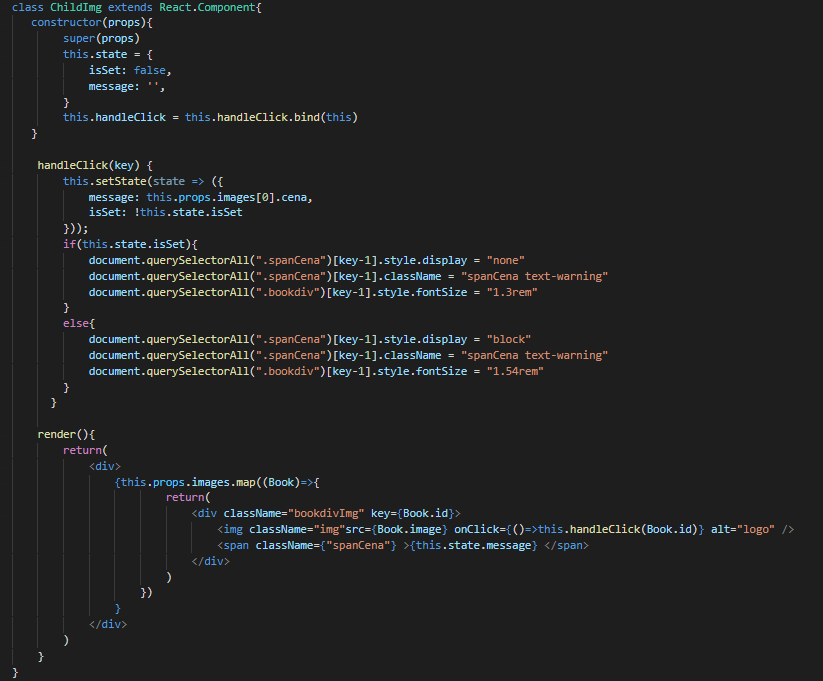 class ChildImg extends React.Component{
constructor(props){
super(props)
this.state = {
isSet: false,
message: '',
}
this.handleClick = this.handleClick.bind(this)
}
handleClick(key) {
this.setState(state => ({
message: this.props.images[0].cena,
isSet: !this.state.isSet
}));
if(this.state.isSet){
document.querySelectorAll(".spanCena")[key-1].style.display = "none"
document.querySelectorAll(".spanCena")[key-1].className = "spanCena text-warning"
document.querySelectorAll(".bookdiv")[key-1].style.fontSize = "1.3rem"
}
else{
document.querySelectorAll(".spanCena")[key-1].style.display = "block"
document.querySelectorAll(".spanCena")[key-1].className = "spanCena text-warning"
document.querySelectorAll(".bookdiv")[key-1].style.fontSize = "1.54rem"
}
}
render(){
return(
<div>
{this.props.images.map((Book)=>{
return(
<div className="bookdivImg" key={Book.id}>
<img className="img"src={Book.image} onClick={()=>this.handleClick(Book.id)} alt="logo" />
<span className={"spanCena"} >{this.state.message} </span>
</div>
)
})
}
</div>
)
}
}